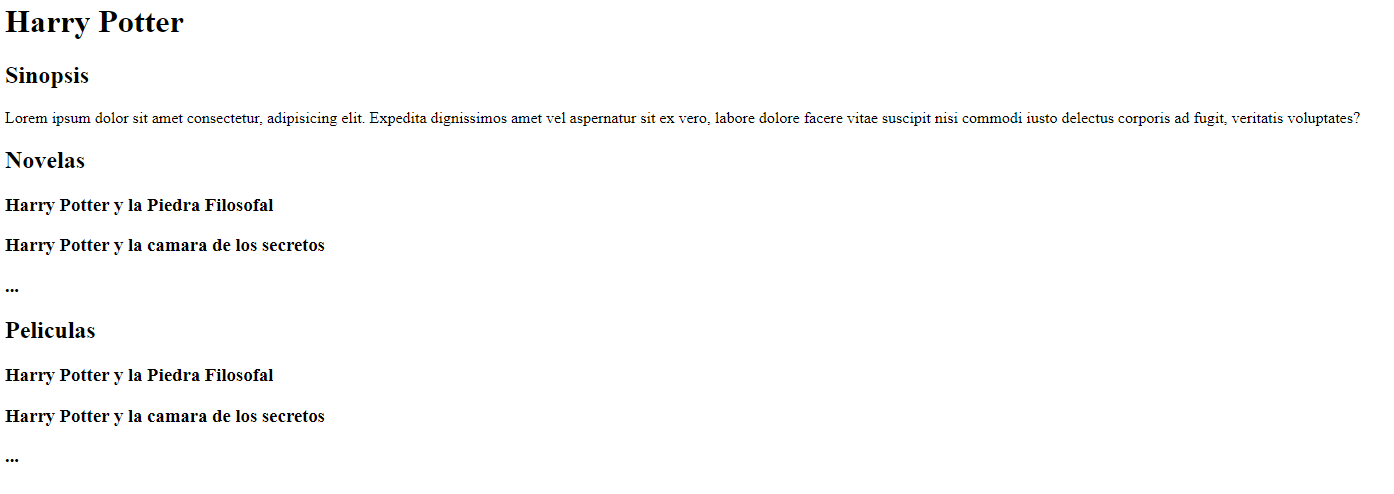 Harry Potter
Sinopsis
Lorem ipsum dolor sit amet consectetur, adipisicing elit. Expedita dignissimos amet vel aspernatur sit ex vero, labore dolore facere vitae suscipit nisi commodi iusto delectus corporis ad fugit, veritatis voluptates?
Novelas
Harry Potter y la Piedra Filosofal
Harry Potter y la camara de los secretos
...
Peliculas
Harry Potter y la Piedra Filosofal
Harry Potter y la camara de los secretos
...